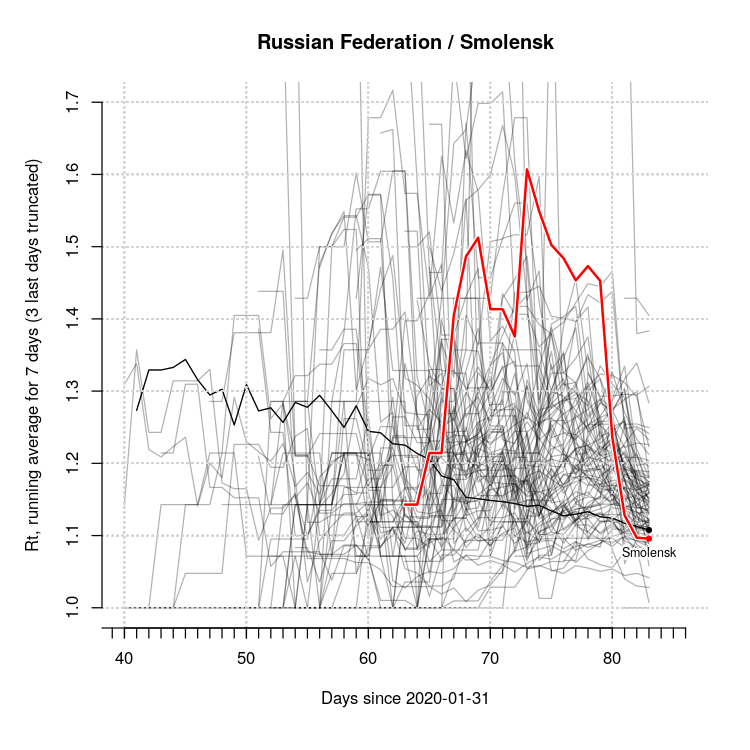 Russian Federation / Smolensk
Rt, running average for 7 days (3 last days truncated)
1.7
1.6
1.5
1.4
1.3
1.2
1.1
1.0
Smolensk
40 50 60 70 80
Days since 2020-01-31